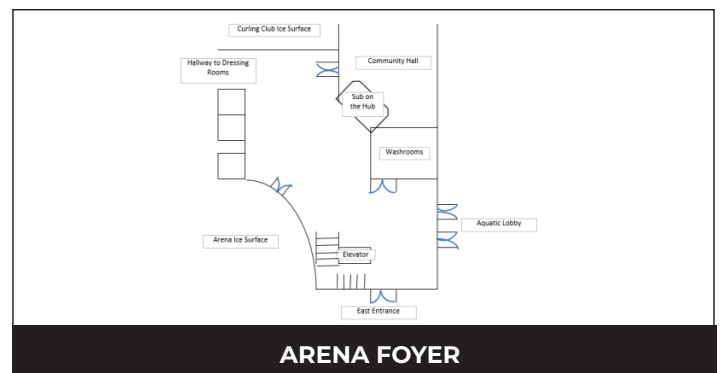 Curling Club Ice Surface
Hallway to Dressing
Rooms
Community Hall
Sub on
the Hub
Washrooms
Aquatic Lobby
Arena Ice Surface
Elevator
East Entrance
ARENA FOYER